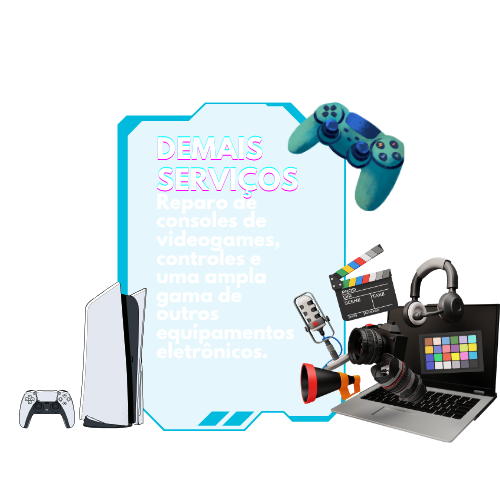 DEMAIS
SERVIÇOS
Reparo de
consoles de
videogames,
controles e
uma ampla
gama de
outros
equipamentos
eletrônicos.